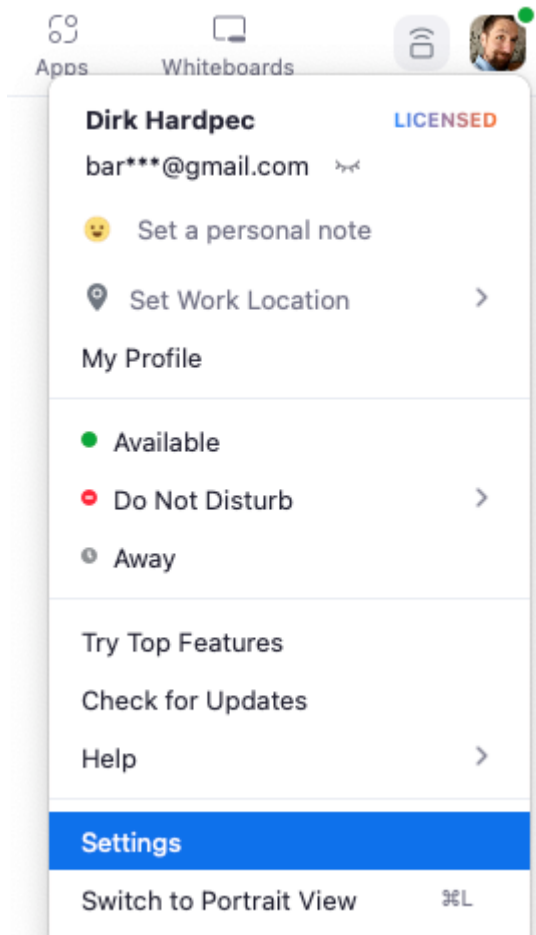 Apps Whiteboards
Dirk Hardpec LICENSED
bar***@gmail.com
Set a personal note
Set Work Location
My Profile
Available
Do Not Disturb
Away
Try Top Features
Check for Updates
Help
Settings
Switch to Portrait View ⌘L